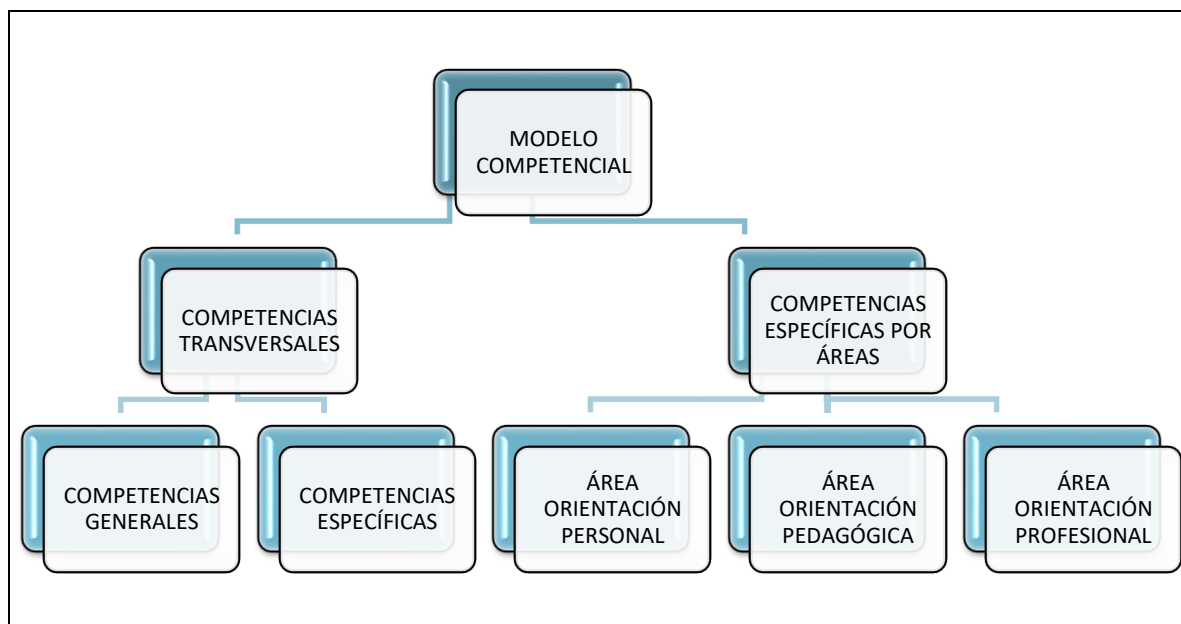 MODELO
COMPETENCIAL
COMPETENCIAS
TRANSVERSALES
COMPETENCIAS
ESPECÍFICAS POR
ÁREAS
COMPETENCIAS
GENERALES
COMPETENCIAS
ESPECÍFICAS
ÁREA
ORIENTACIÓN
PERSONAL
ÁREA
ORIENTACIÓN
PEDAGÓGICA
ÁREA
ORIENTACIÓN
PROFESIONAL